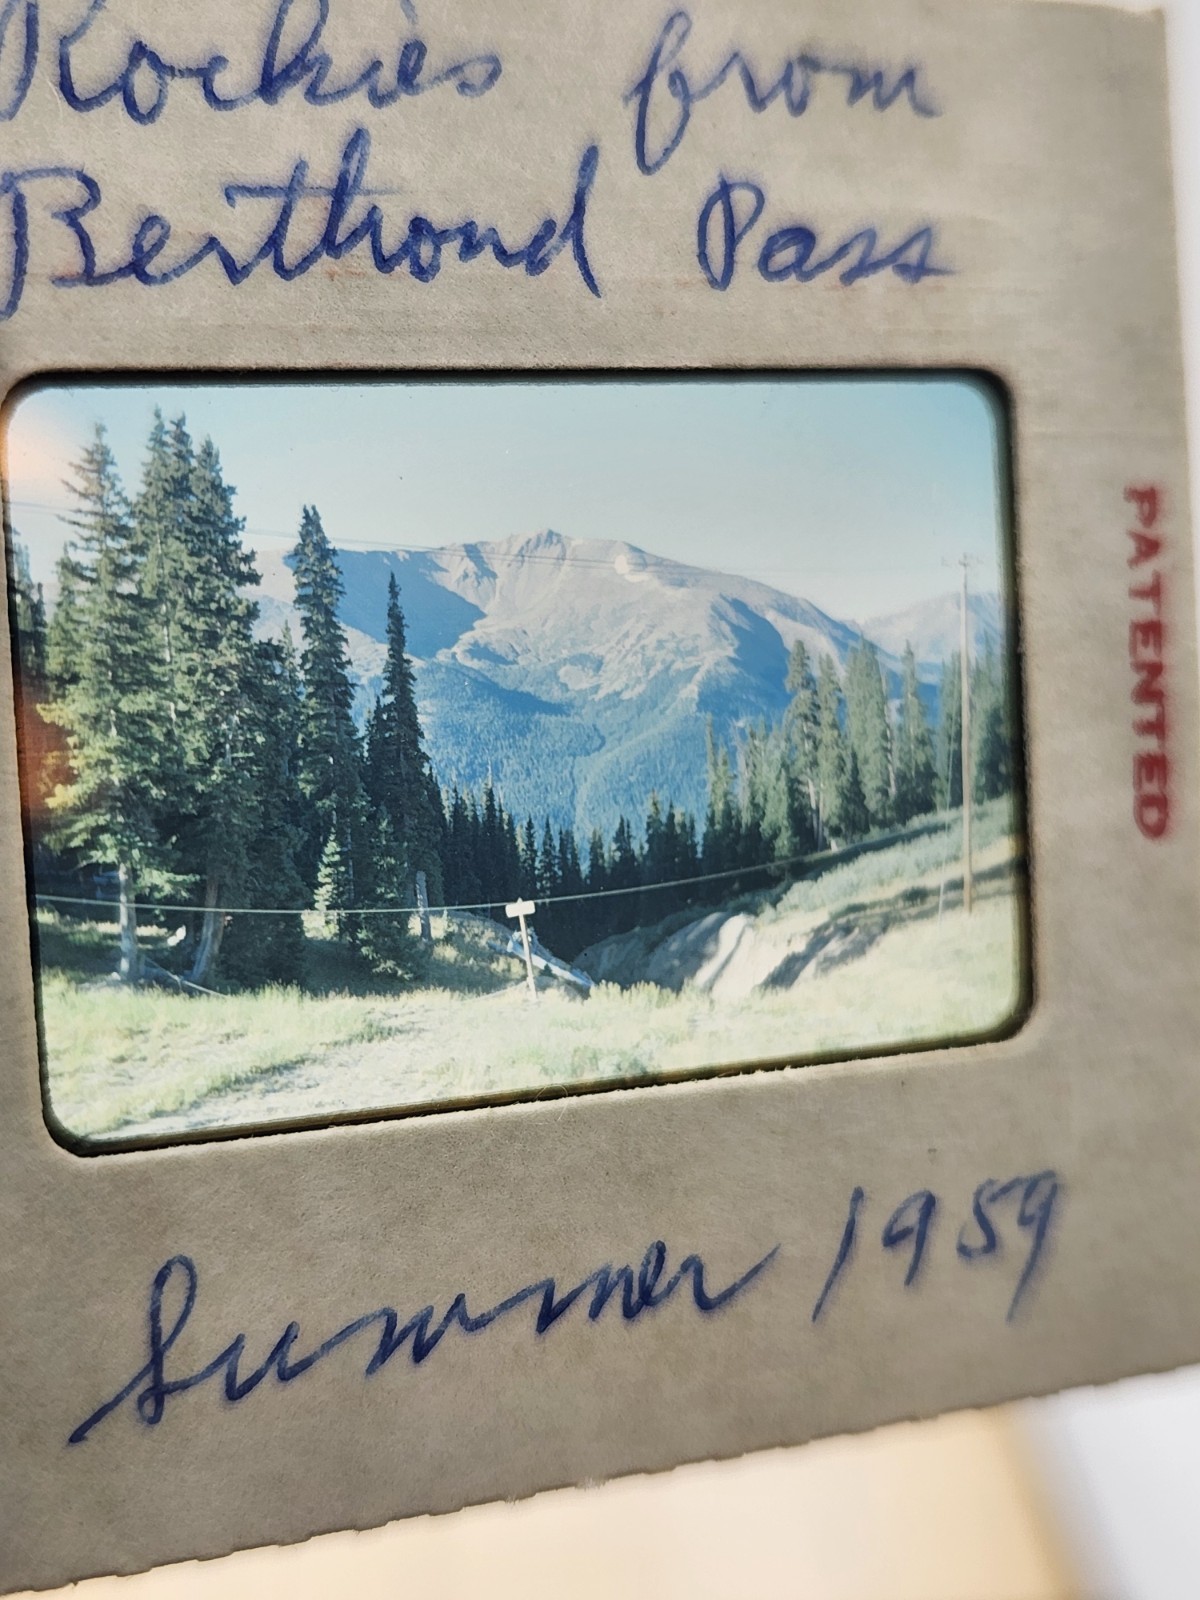 Rockies from
Berthond Pass
PATENTED
Summer 1959